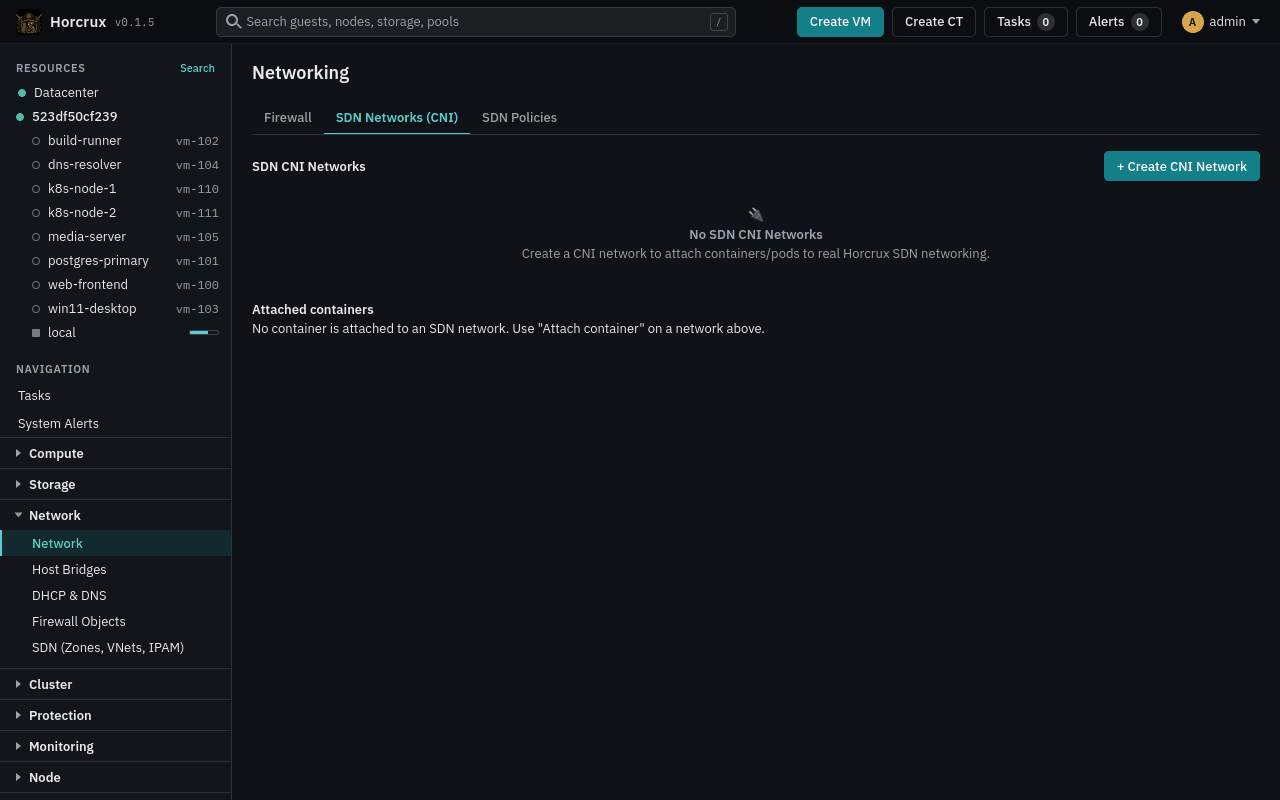 Horcrux v0.1.5
Search guests, nodes, storage, pools /
Create VM
Create CT
Tasks 0
Alerts 0
A admin
RESOURCES Search
Datacenter
523df50cf239
build-runner vm-102
dns-resolver vm-104
k8s-node-1 vm-110
k8s-node-2 vm-111
media-server vm-105
postgres-primary vm-101
web-frontend vm-100
win11-desktop vm-103
local
NAVIGATION
Tasks
System Alerts
Compute
Storage
Network
Network
Host Bridges
DHCP & DNS
Firewall Objects
SDN (Zones, VNets, IPAM)
Cluster
Protection
Monitoring
Node
Networking
Firewall SDN Networks (CNI) SDN Policies
SDN CNI Networks + Create CNI Network
No SDN CNI Networks
Create a CNI network to attach containers/pods to real Horcrux SDN networking.
Attached containers
No container is attached to an SDN network. Use "Attach container" on a network above.